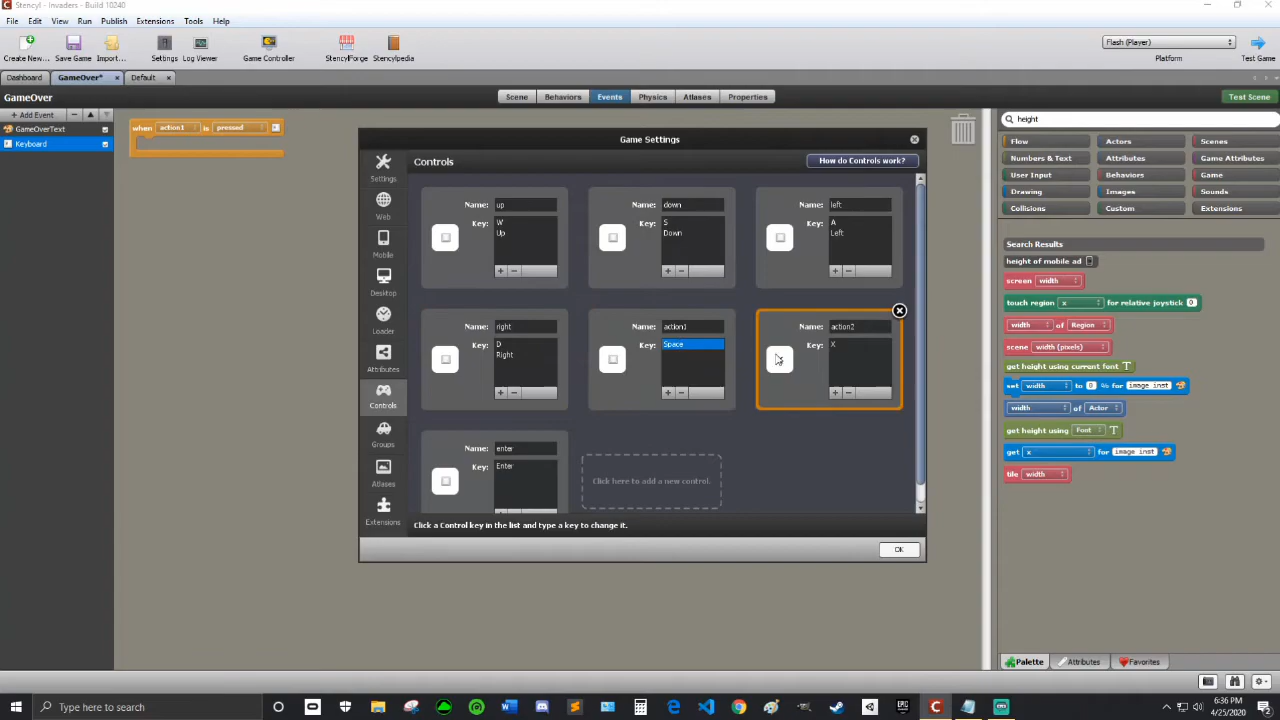 Stencyl - Invaders - Build 10240
File Edit View Run Publish Extensions Tools Help
Create New... Save Game Import... Settings Log Viewer Game Controller StencylForge Stencylpedia
Flash (Player)
Platform Test Game
Dashboard GameOver* Default
GameOver
Scene Behaviors Events Physics Atlases Properties
Test Scene
+ Add Event
GameOverText
Keyboard
when action1 is pressed
Game Settings
Controls
How do Controls work?
Settings
Web
Mobile
Desktop
Loader
Attributes
Controls
Groups
Atlases
Extensions
Name: up
Key: W
Up
Name: down
Key: S
Down
Name: left
Key: A
Left
Name: right
Key: D
Right
Name: action1
Key: Space
Name: action2
Key: X
Name: enter
Key: Enter
Click here to add a new control.
Click a Control key in the list and type a key to change it.
OK
height
Flow Actors Scenes
Numbers & Text Attributes Game Attributes
User Input Behaviors Game
Drawing Images Sounds
Collisions Custom Extensions
Search Results
height of mobile ad
screen width
touch region x for relative joystick 0
width of Region
scene width (pixels)
get height using current font T
set width to 0 % for image inst
width of Actor
get height using Font T
get x for image inst
tile width
Palette Attributes Favorites
Type here to search
6:36 PM
4/25/2020